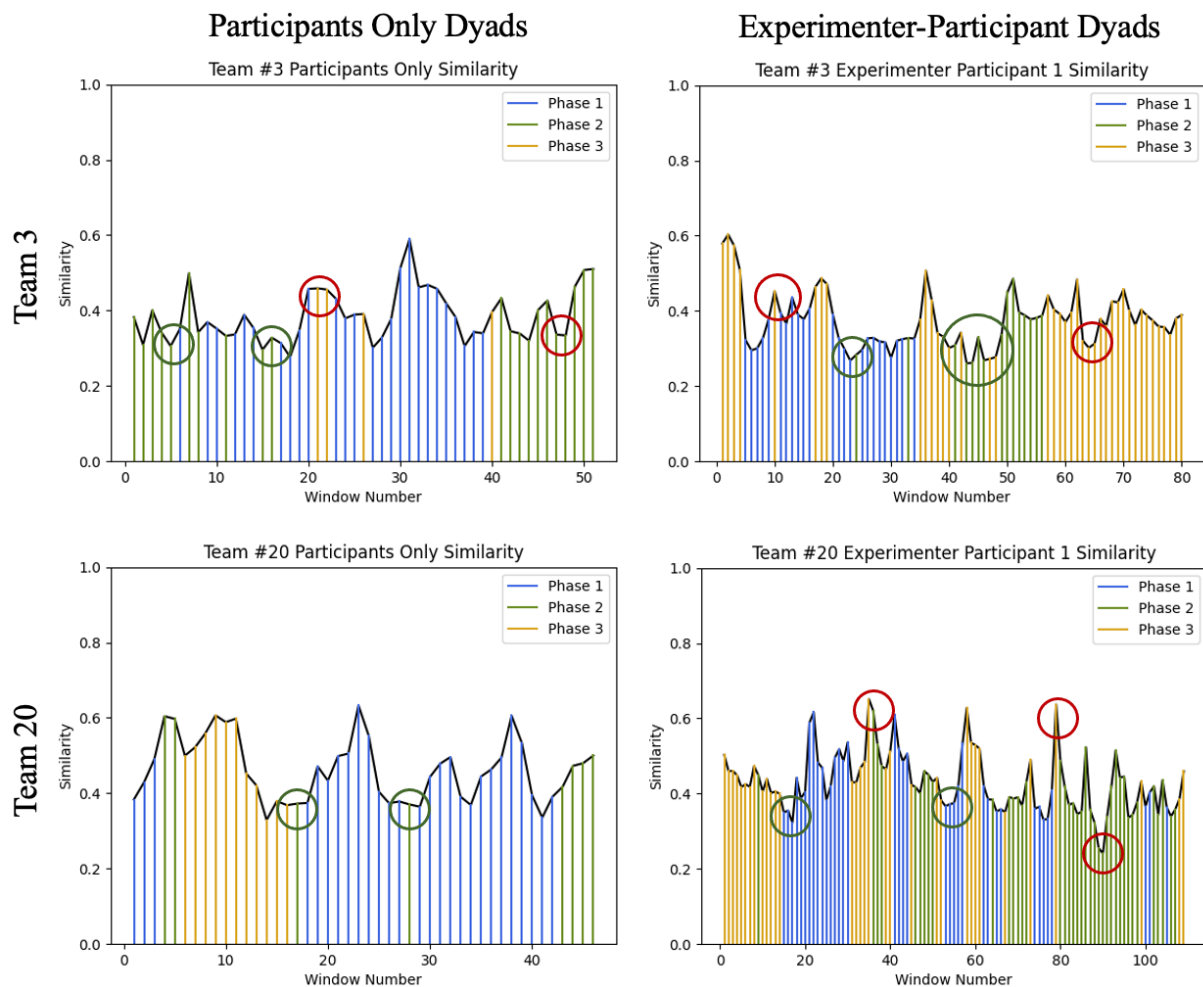 Participants Only Dyads
Experimenter-Participant Dyads
Team 3
Team #3 Participants Only Similarity
1.0
0.8
0.6
0.4
0.2
0.0
Similarity
Phase 1
Phase 2
Phase 3
0 10 20 30 40 50
Window Number
Team #3 Experimenter Participant 1 Similarity
1.0
0.8
0.6
0.4
0.2
0.0
Similarity
Phase 1
Phase 2
Phase 3
0 10 20 30 40 50 60 70 80
Window Number
Team 20
Team #20 Participants Only Similarity
1.0
0.8
0.6
0.4
0.2
0.0
Similarity
Phase 1
Phase 2
Phase 3
0 10 20 30 40
Window Number
Team #20 Experimenter Participant 1 Similarity
1.0
0.8
0.6
0.4
0.2
0.0
Similarity
Phase 1
Phase 2
Phase 3
0 20 40 60 80 100
Window Number